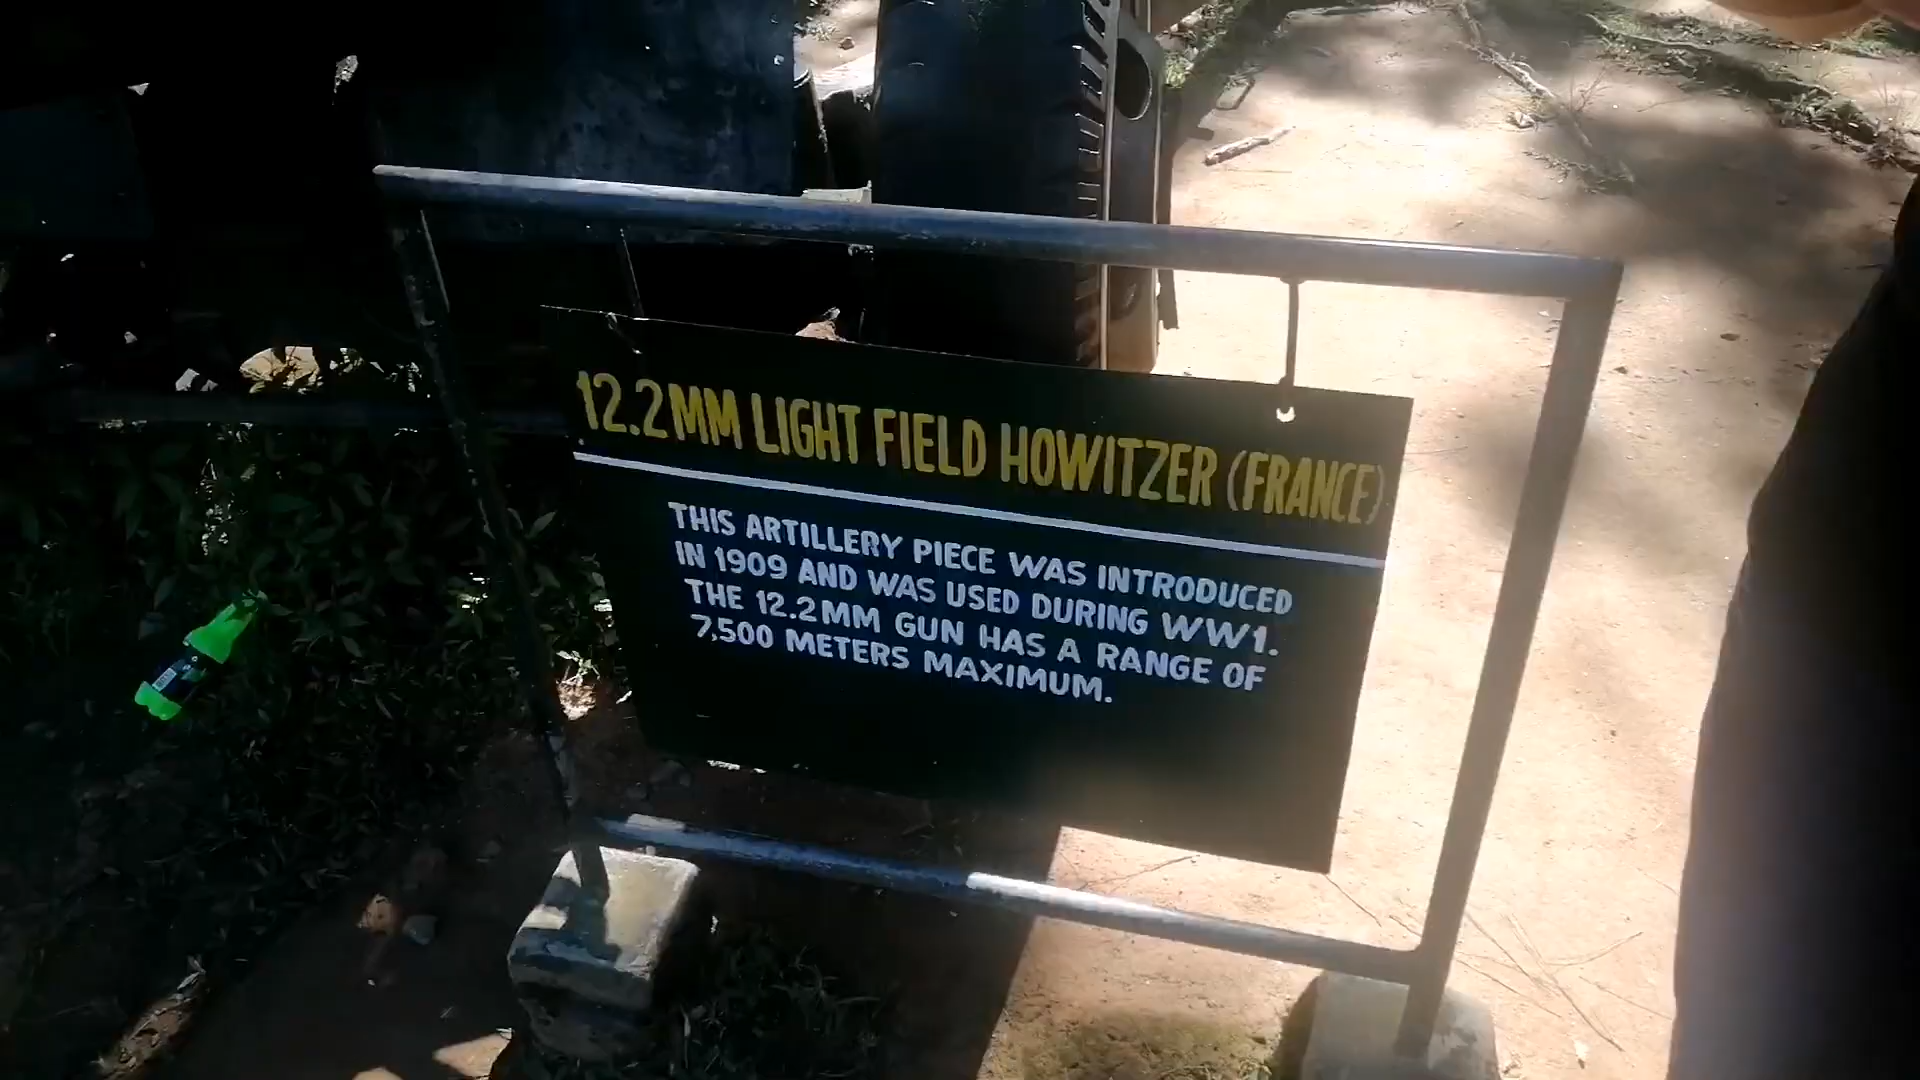 12.2MM LIGHT FIELD HOWITZER (FRANCE)
THIS ARTILLERY PIECE WAS INTRODUCED
IN 1909 AND WAS USED DURING WW1.
THE 12.2MM GUN HAS A RANGE OF
7,500 METERS MAXIMUM.